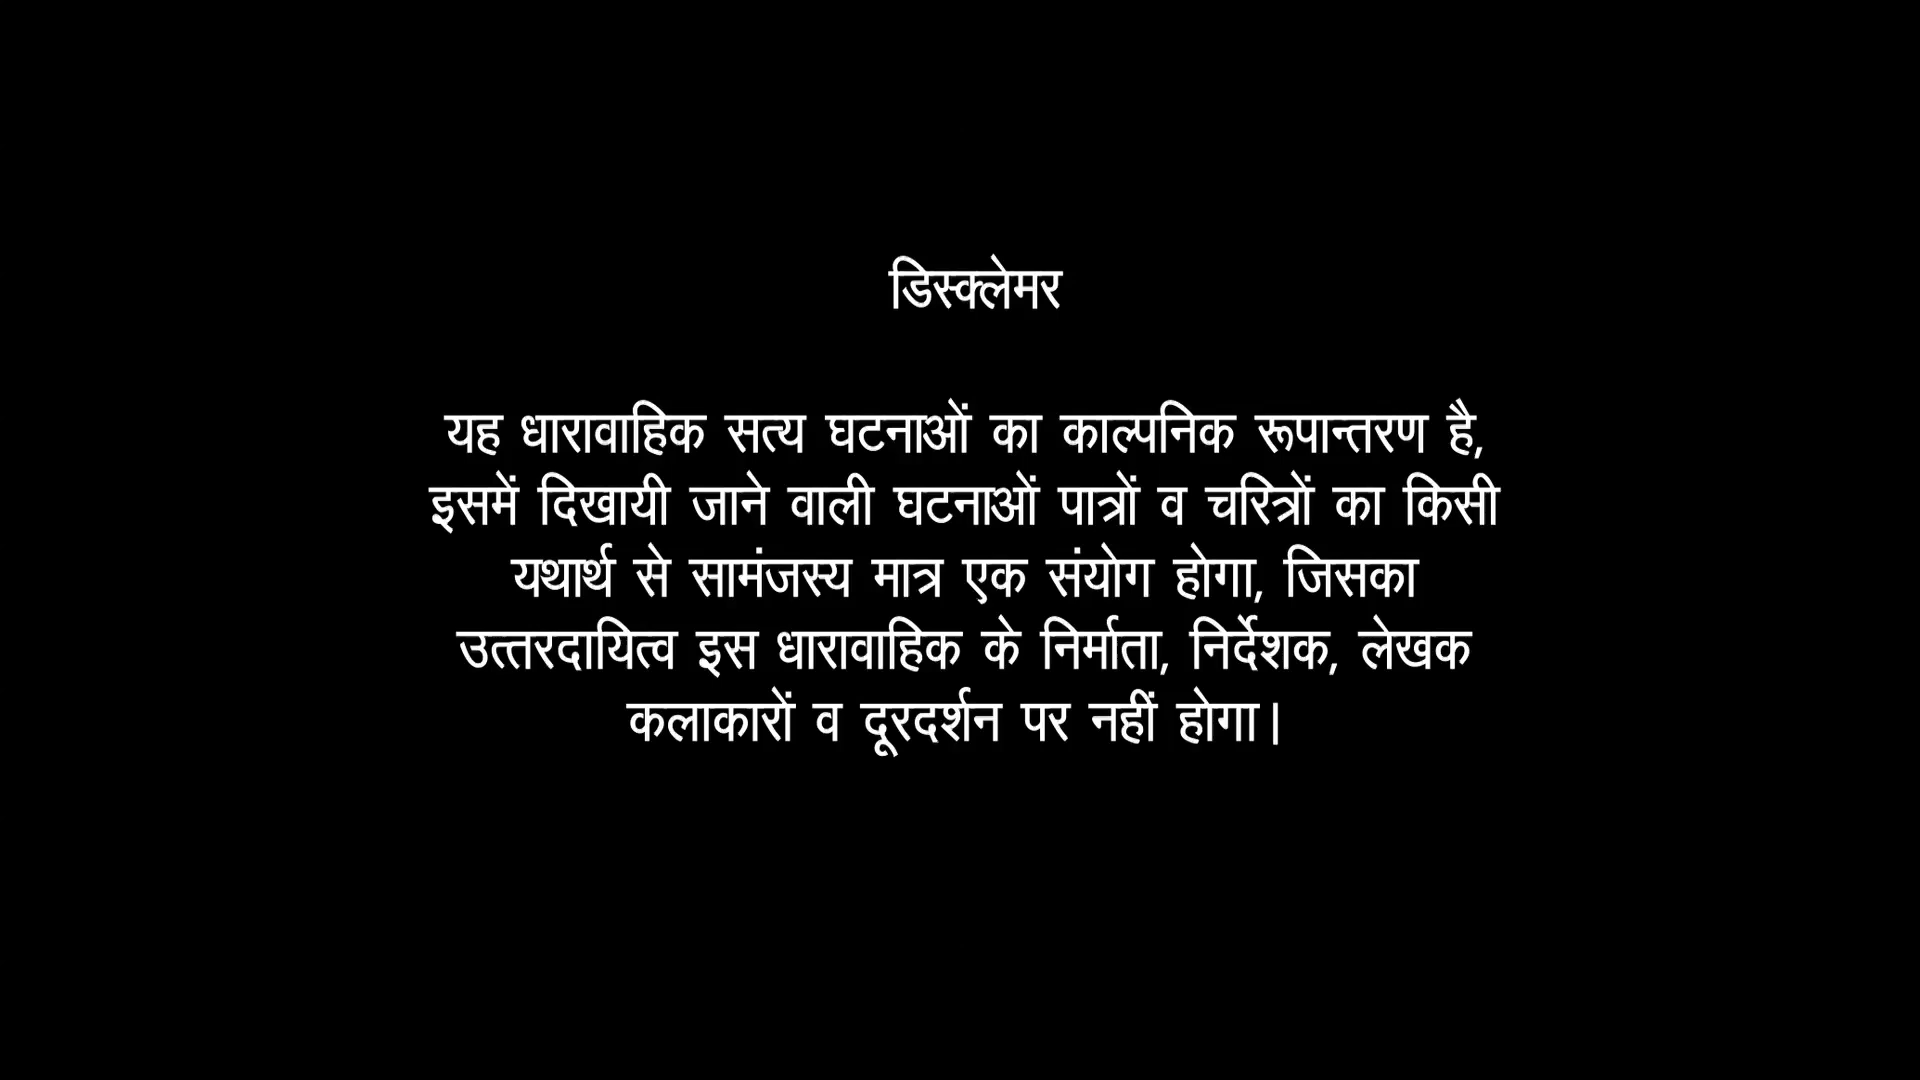 डिस्क्लेमर
यह धारावाहिक सत्य घटनाओं का काल्पनिक रूपान्तरण है,
इसमें दिखायी जाने वाली घटनाओं पात्रों व चरित्रों का किसी
यथार्थ से सामंजस्य मात्र एक संयोग होगा, जिसका
उत्तरदायित्व इस धारावाहिक के निर्माता, निर्देशक, लेखक
कलाकारों व दूरदर्शन पर नहीं होगा।